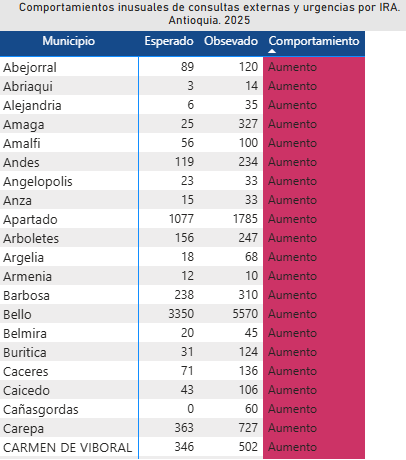 Comportamientos inusuales de consultas externas y urgencias por IRA.
Antioquia. 2025
Municipio Esperado Obsevado Comportamiento
Abejorral 89 120 Aumento
Abriaqui 3 14 Aumento
Alejandria 6 35 Aumento
Amaga 25 327 Aumento
Amalfi 56 100 Aumento
Andes 119 234 Aumento
Angelopolis 23 33 Aumento
Anza 15 33 Aumento
Apartado 1077 1785 Aumento
Arboletes 156 247 Aumento
Argelia 18 68 Aumento
Armenia 12 10 Aumento
Barbosa 238 310 Aumento
Bello 3350 5570 Aumento
Belmira 20 45 Aumento
Buritica 31 124 Aumento
Caceres 71 136 Aumento
Caicedo 43 106 Aumento
Cañasgordas 0 60 Aumento
Carepa 363 727 Aumento
CARMEN DE VIBORAL 346 502 Aumento